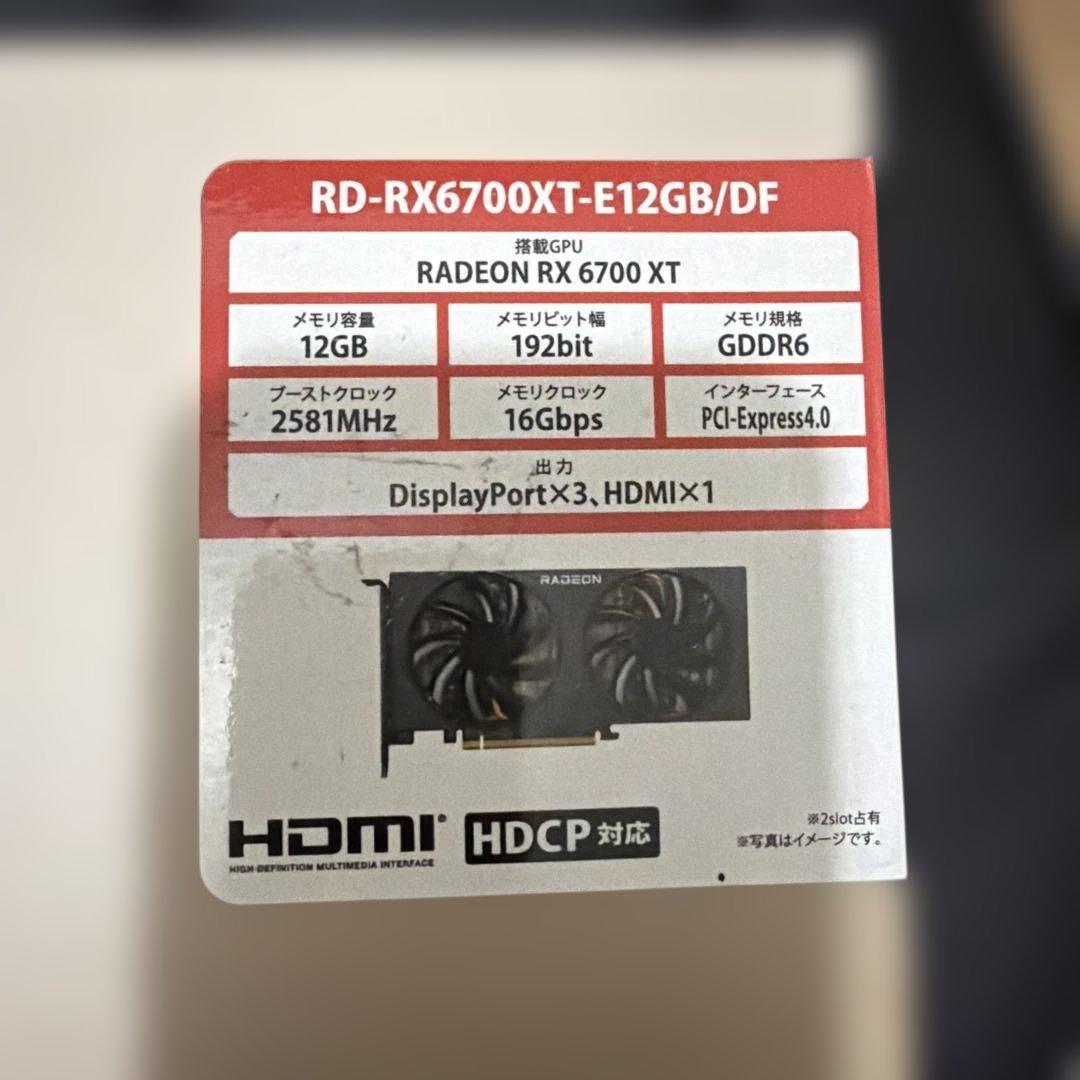 RD-RX6700XT-E12GB/DF
搭載GPU
RADEON RX 6700 XT
メモリ容量
12GB
メモリビット幅
192bit
メモリ規格
GDDR6
ブーストクロック
2581MHz
メモリクロック
16Gbps
インターフェース
PCI-Express4.0
出力
DisplayPort×3、HDMI×1
RADEON
HDMI®
HIGH-DEFINITION MULTIMEDIA INTERFACE
HDCP 対応
※2slot占有
※写真はイメージです。